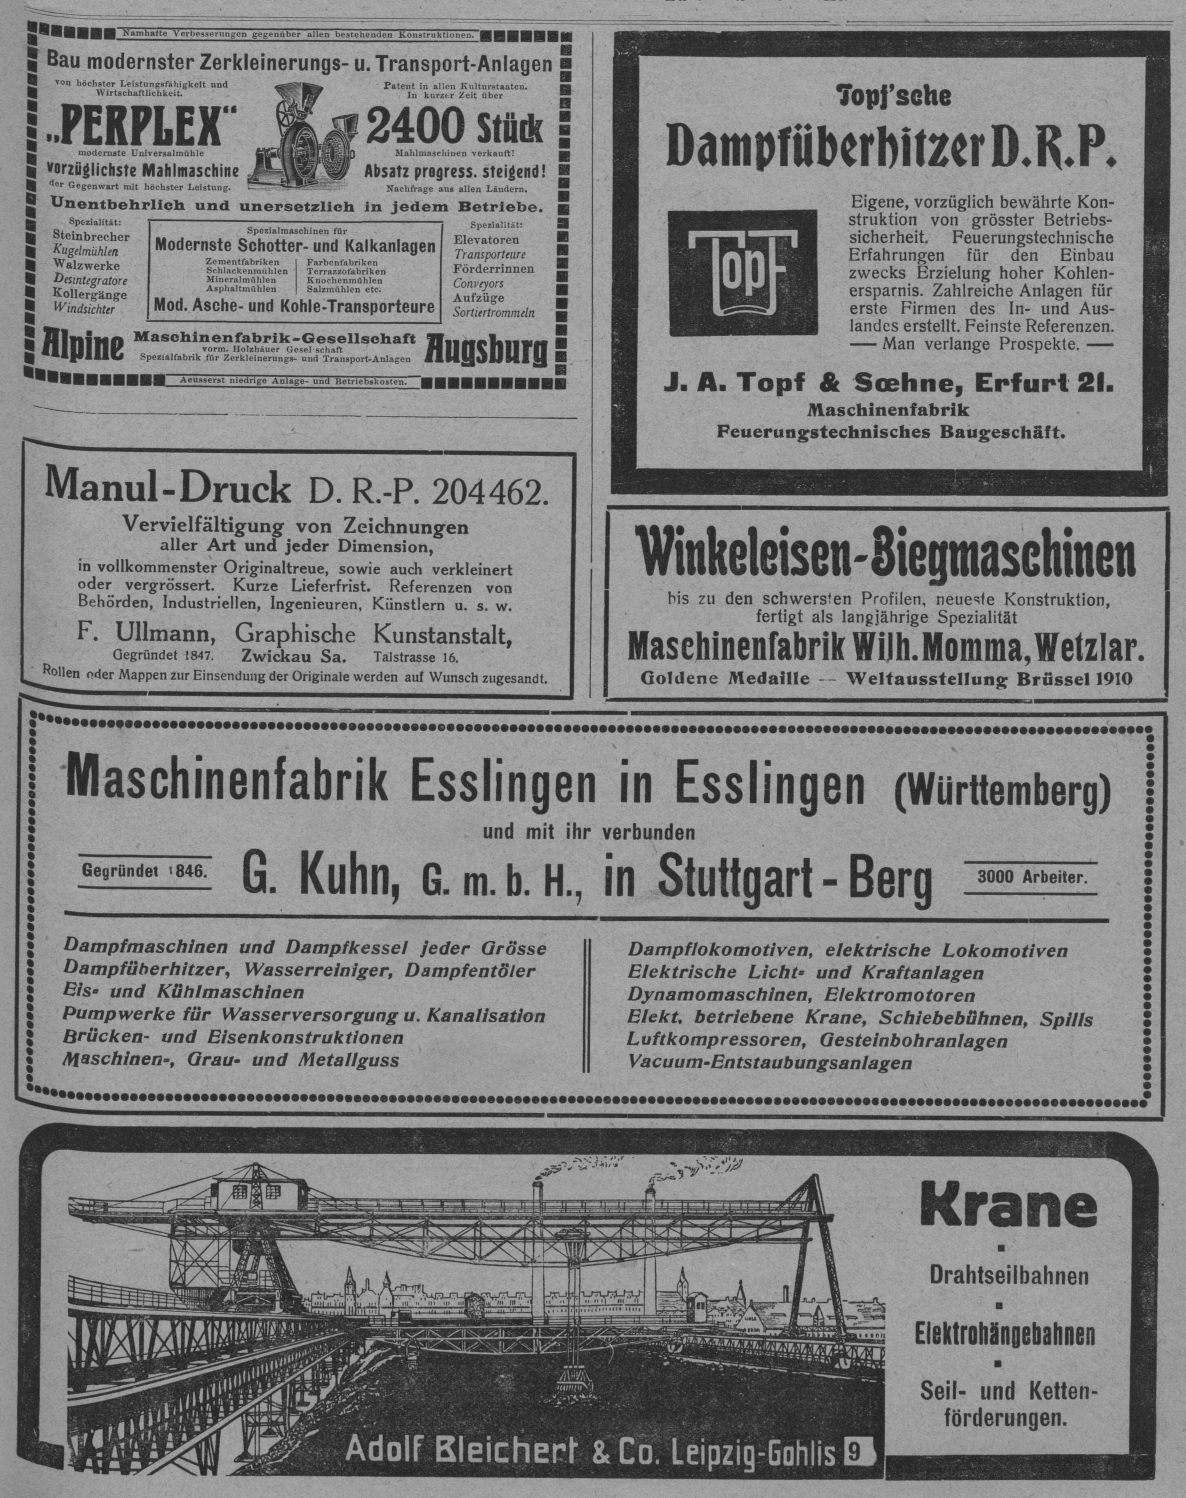 Namhafte Verbesserungen gegenüber allen bestehenden Konstruktionen.
Bau modernster Zerkleinerungs- u. Transport-Anlagen
von höchster Leistungsfähigkeit und
Wirtschaftlichkeit.
„PERPLEX“
modernste Universalmühle
vorzüglichste Mahlmaschine
der Gegenwart mit höchster Leistung.
Patent in allen Kulturstaaten.
In kurzer Zeit über
2400 Stück
Mahlmaschinen verkauft!
Absatz progress. steigend!
Nachfrage aus allen Ländern.
Unentbehrlich und unersetzlich in jedem Betriebe.
Spezialität:
Steinbrecher
Kugelmühlen
Walzwerke
Desintegratore
Kollergänge
Windsichter
Spezialmaschinen für
Modernste Schotter- und Kalkanlagen
Zementfabriken
Schlackenmühlen
Mineralmühlen
Asphaltmühlen
Farbenfabriken
Terrazzofabriken
Knochenmühlen
Salzmühlen etc.
Mod. Asche- und Kohle-Transporteure
Spezialität:
Elevatoren
Transporteure
Förderrinnen
Conveyors
Aufzüge
Sortiertrommeln
Alpine Maschinenfabrik-Gesellschaft Augsburg
vorm. Holzhäuer Gesel schaft
Spezialfabrik für Zerkleinerungs- und Transport-Anlagen
Aeusserst niedrige Anlage- und Betriebskosten.
Topf'sche
Dampfüberhitzer D.R.P.
TOPF
Eigene, vorzüglich bewährte Kon-
struktion von grösster Betriebs-
sicherheit. Feuerungstechnische
Erfahrungen für den Einbau
zwecks Erzielung hoher Kohlen-
ersparnis. Zahlreiche Anlagen für
erste Firmen des In- und Aus-
landes erstellt. Feinste Referenzen.
— Man verlange Prospekte. —
J. A. Topf & Sœhne, Erfurt 21.
Maschinenfabrik
Feuerungstechnisches Baugeschäft.
Manul-Druck D. R.-P. 204462.
Vervielfältigung von Zeichnungen
aller Art und jeder Dimension,
in vollkommenster Originaltreue, sowie auch verkleinert
oder vergrössert. Kurze Lieferfrist. Referenzen von
Behörden, Industriellen, Ingenieuren, Künstlern u. s. w.
F. Ullmann, Graphische Kunstanstalt,
Gegründet 1847. Zwickau Sa. Talstrasse 16.
Rollen oder Mappen zur Einsendung der Originale werden auf Wunsch zugesandt.
Winkeleisen-Biegmaschinen
bis zu den schwersten Profilen, neueste Konstruktion,
fertigt als langjährige Spezialität
Maschinenfabrik Wilh. Momma, Wetzlar.
Goldene Medaille — Weltausstellung Brüssel 1910
Maschinenfabrik Esslingen in Esslingen (Württemberg)
und mit ihr verbunden
Gegründet 1846. G. Kuhn, G. m. b. H., in Stuttgart - Berg 3000 Arbeiter.
Dampfmaschinen und Dampfkessel jeder Grösse
Dampfüberhitzer, Wasserreiniger, Dampfentöler
Eis- und Kühlmaschinen
Pumpwerke für Wasserversorgung u. Kanalisation
Brücken- und Eisenkonstruktionen
Maschinen-, Grau- und Metallguss
Dampflokomotiven, elektrische Lokomotiven
Elektrische Licht- und Kraftanlagen
Dynamomaschinen, Elektromotoren
Elekt. betriebene Krane, Schiebebühnen, Spills
Luftkompressoren, Gesteinbohranlagen
Vacuum-Entstaubungsanlagen
Krane
Drahtseilbahnen
Elektrohängebahnen
Seil- und Ketten-
förderungen.
Adolf Bleichert & Co. Leipzig-Gohlis 9